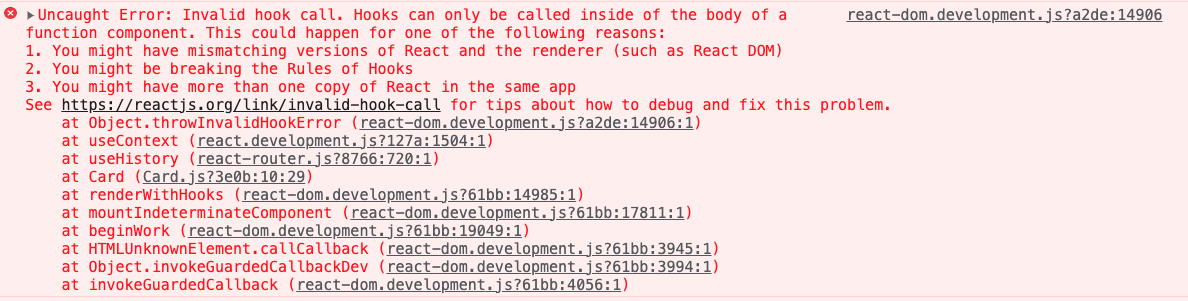 Uncaught Error: Invalid hook call. Hooks can only be called inside of the body of a react-dom.development.js?a2de:14906
function component. This could happen for one of the following reasons:
1. You might have mismatching versions of React and the renderer (such as React DOM)
2. You might be breaking the Rules of Hooks
3. You might have more than one copy of React in the same app
See https://reactjs.org/link/invalid-hook-call for tips about how to debug and fix this problem.
at Object.throwInvalidHookError (react-dom.development.js?a2de:14906:1)
at useContext (react.development.js?127a:1504:1)
at useHistory (react-router.js?8766:720:1)
at Card (Card.js?3e0b:10:29)
at renderWithHooks (react-dom.development.js?61bb:14985:1)
at mountIndeterminateComponent (react-dom.development.js?61bb:17811:1)
at beginWork (react-dom.development.js?61bb:19049:1)
at HTMLUnknownElement.callCallback (react-dom.development.js?61bb:3945:1)
at Object.invokeGuardedCallbackDev (react-dom.development.js?61bb:3994:1)
at invokeGuardedCallback (react-dom.development.js?61bb:4056:1)